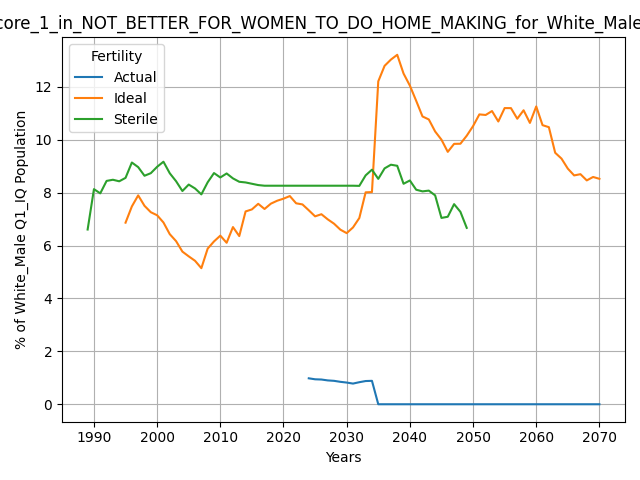 core_1_in_NOT_BETTER_FOR_WOMEN_TO_DO_HOME_MAKING_for_White_Male
Fertility
Actual
Ideal
Sterile
% of White_Male Q1_IQ Population
12
10
8
6
4
2
0
1990 2000 2010 2020 2030 2040 2050 2060 2070
Years